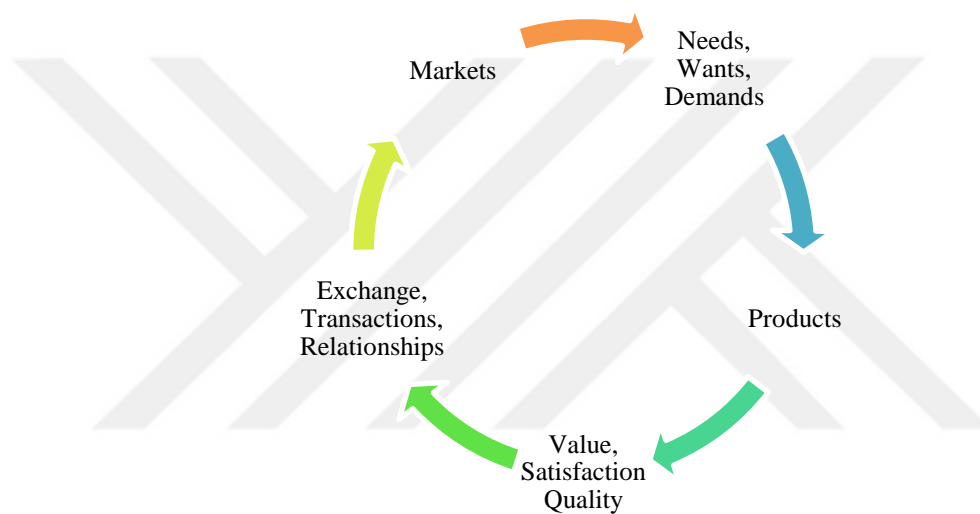 Markets
Needs,
Wants,
Demands
Products
Value,
Satisfaction
Quality
Exchange,
Transactions,
Relationships